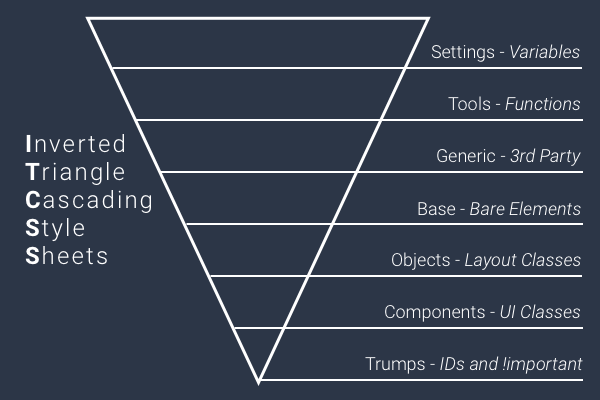 Settings - Variables
Tools - Functions
Generic - 3rd Party
Base - Bare Elements
Objects - Layout Classes
Components - UI Classes
Trumps - IDs and !important
Inverted
Triangle
Cascading
Style
Sheets